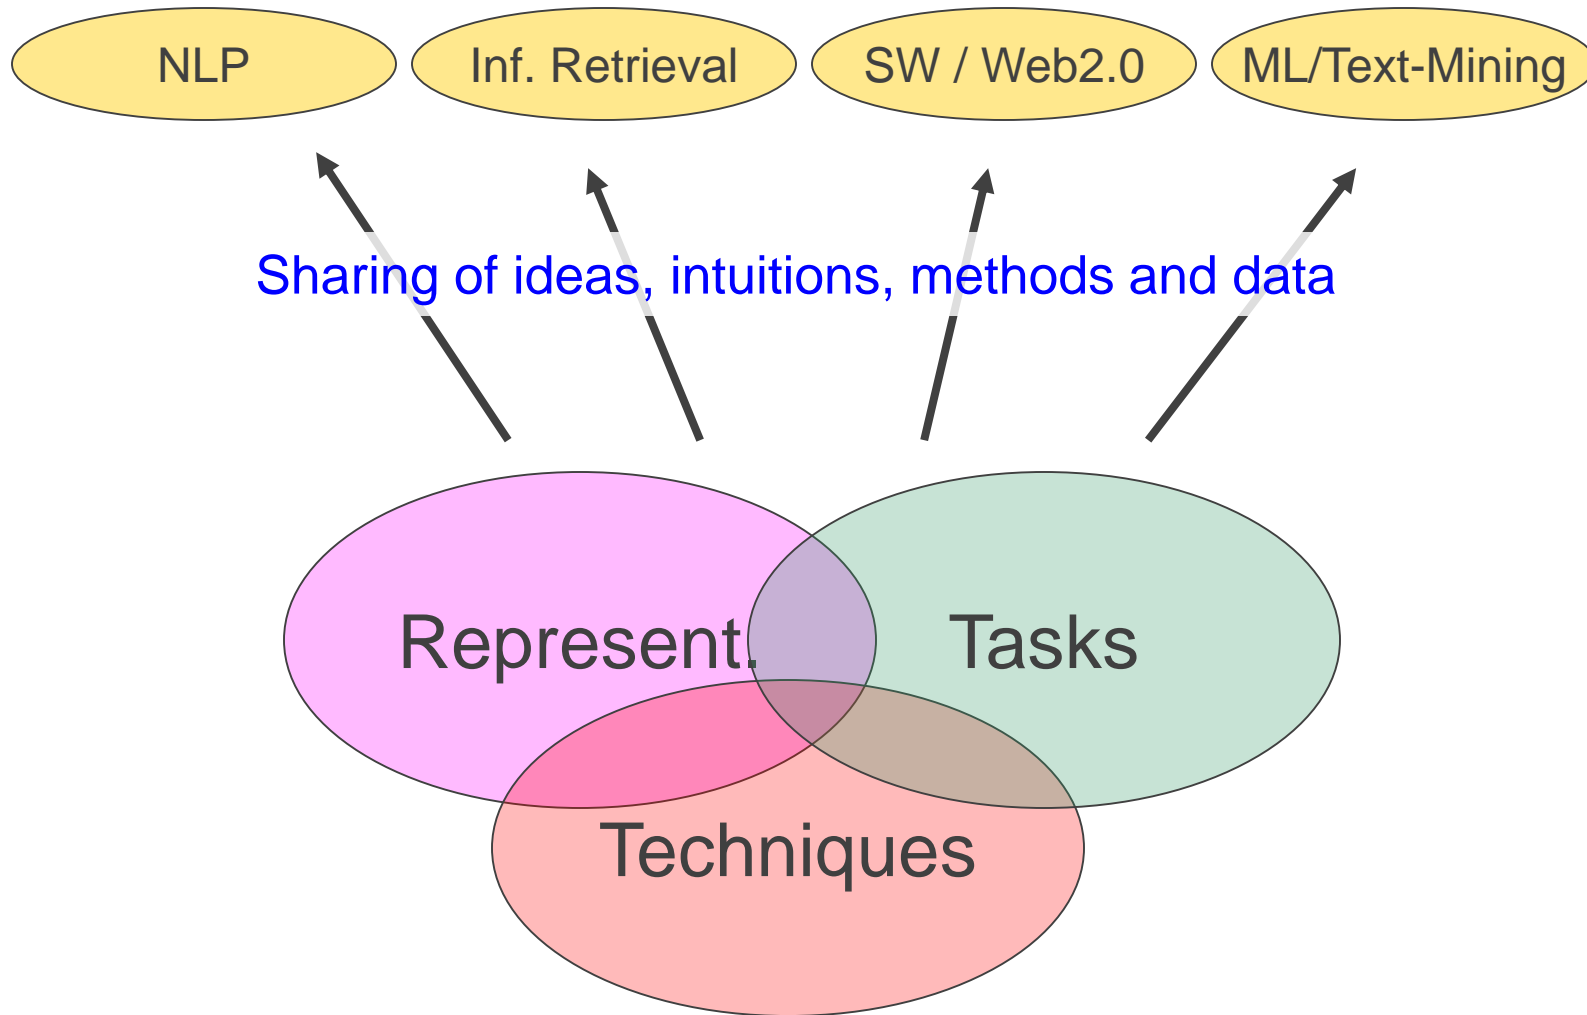 NLP
Inf. Retrieval
SW / Web2.0
ML/Text-Mining
Sharing of ideas, intuitions, methods and data
Represent.
Tasks
Techniques